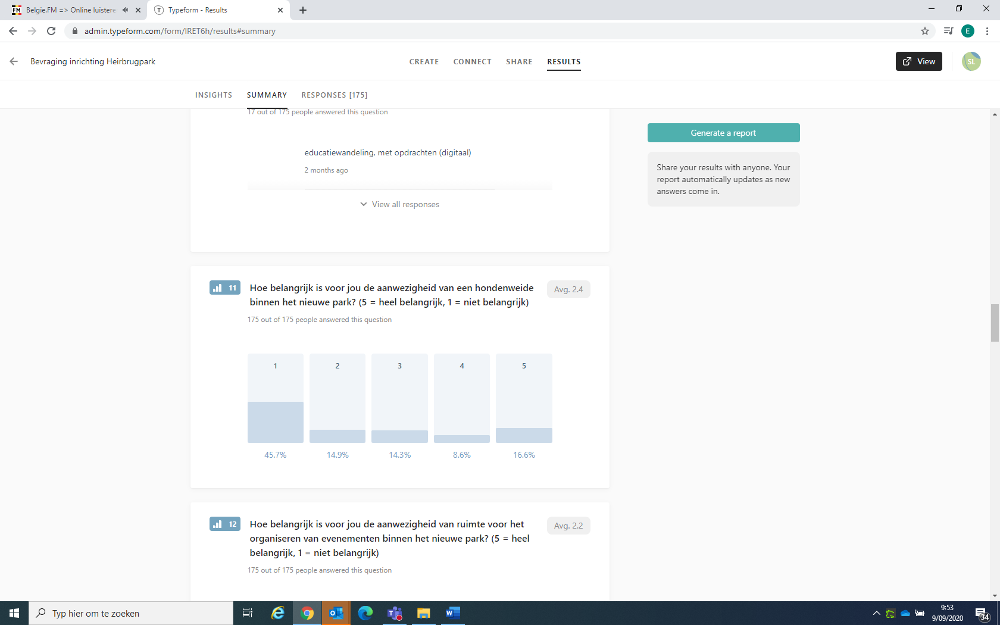 FM
Belgie.FM => Online luistere
T
Typeform - Results
admin.typeform.com/form/IRET6h/results#summary
E
Bevraging inrichting Heirbrugpark
CREATE
CONNECT
SHARE
RESULTS
View
SL
INSIGHTS
SUMMARY
RESPONSES [175]
17 out of 175 people answered this question
educatiewandeling, met opdrachten (digitaal)
2 months ago
View all responses
Generate a report
Share your results with anyone. Your
report automatically updates as new
answers come in.
11
Hoe belangrijk is voor jou de aanwezigheid van een hondenweide
binnen het nieuwe park? (5 = heel belangrijk, 1 = niet belangrijk)
Avg. 2.4
175 out of 175 people answered this question
1 2 3 4 5
45.7% 14.9% 14.3% 8.6% 16.6%
12
Hoe belangrijk is voor jou de aanwezigheid van ruimte voor het
organiseren van evenementen binnen het nieuwe park? (5 = heel
belangrijk, 1 = niet belangrijk)
Avg. 2.2
175 out of 175 people answered this question
Typ hier om te zoeken
9:53
9/09/2020
34